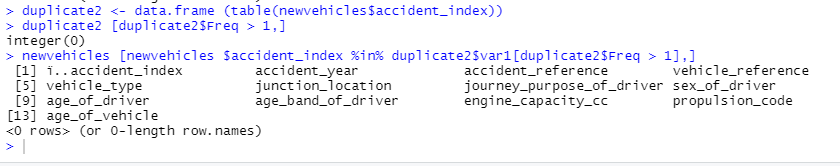 > duplicate2 <- data.frame (table(newvehicles$accident_index))
> duplicate2 [duplicate2$Freq > 1,]
integer(0)
> newvehicles [newvehicles $accident_index %in% duplicate2$var1[duplicate2$Freq > 1],]
[1] ï..accident_index accident_year accident_reference vehicle_reference
[5] vehicle_type junction_location journey_purpose_of_driver sex_of_driver
[9] age_of_driver age_band_of_driver engine_capacity_cc propulsion_code
[13] age_of_vehicle
<0 rows> (or 0-length row.names)
>